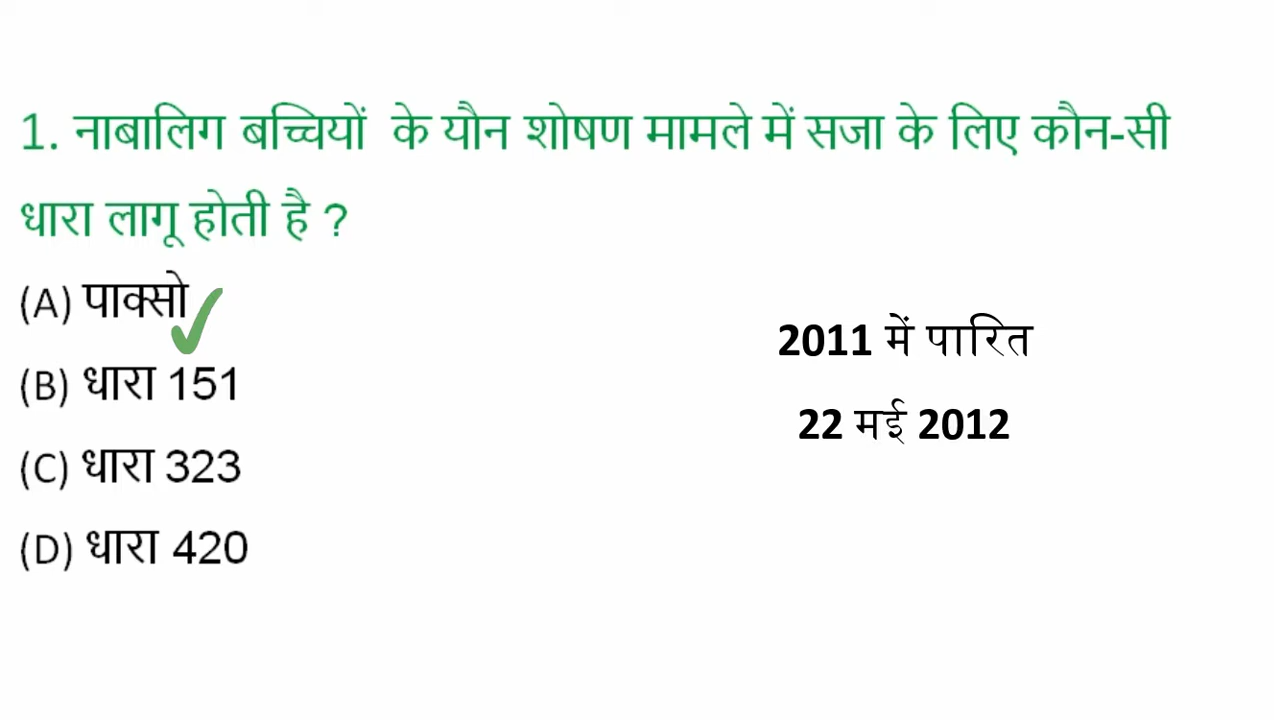 1. नाबालिग बच्चियों के यौन शोषण मामले में सजा के लिए कौन-सी
धारा लागू होती है ?
(A) पाक्सो
(B) धारा 151
(C) धारा 323
(D) धारा 420
2011 में पारित
22 मई 2012